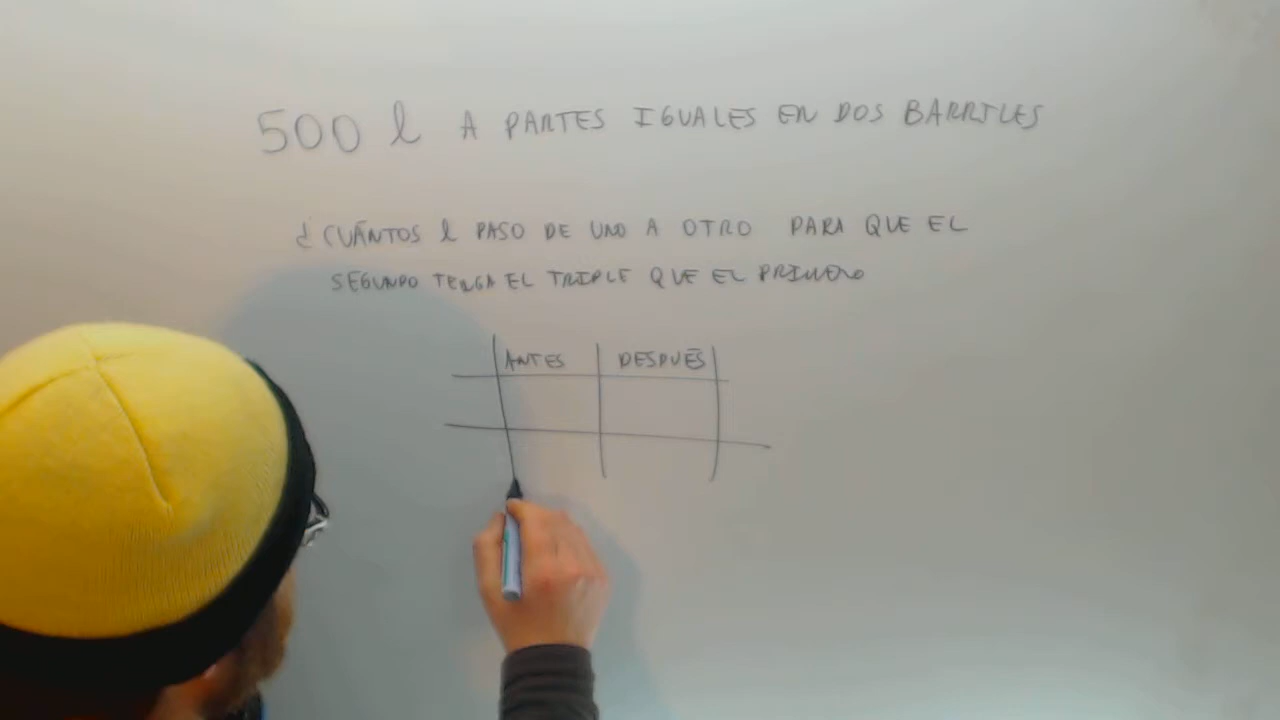 500 l A PARTES IGUALES EN DOS BARRILES
¿CUÁNTOS l PASO DE UNO A OTRO PARA QUE EL
SEGUNDO TENGA EL TRIPLE QUE EL PRIMERO
ANTES DESPUÉS